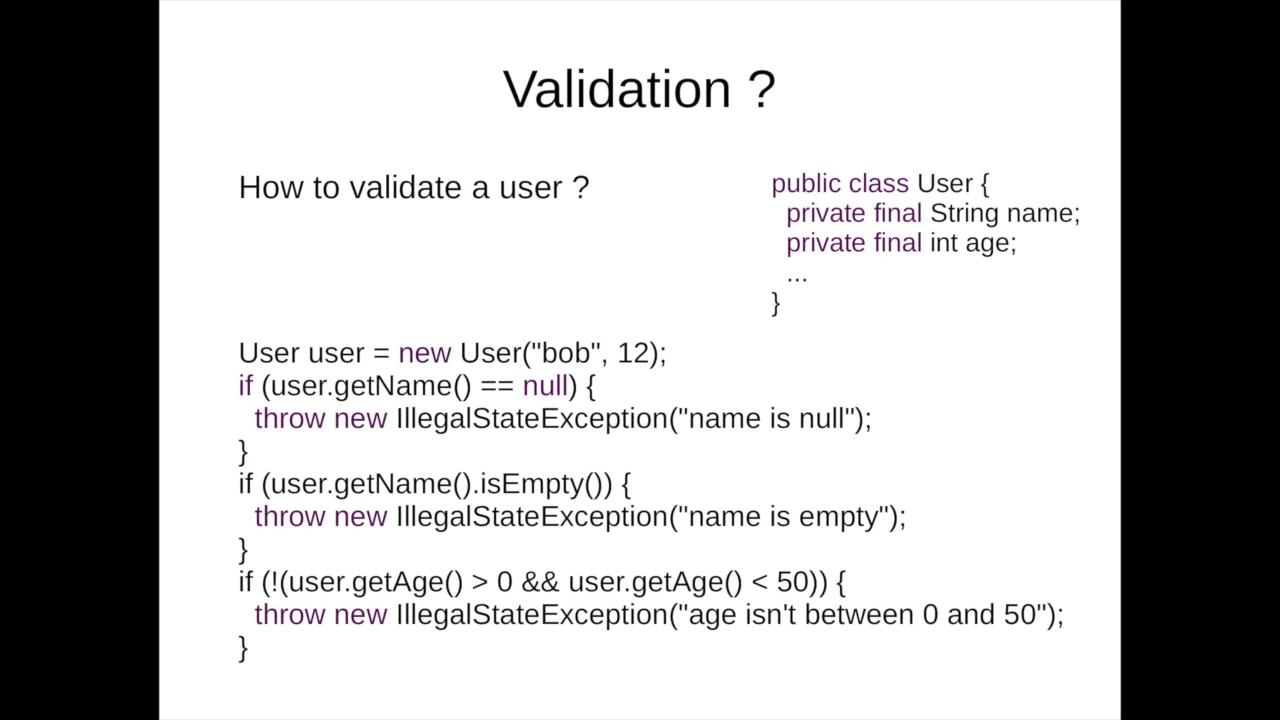 Validation ?
How to validate a user ?
public class User {
private final String name;
private final int age;
...
}
User user = new User("bob", 12);
if (user.getName() == null) {
throw new IllegalStateException("name is null");
}
if (user.getName().isEmpty()) {
throw new IllegalStateException("name is empty");
}
if (!(user.getAge() > 0 && user.getAge() < 50)) {
throw new IllegalStateException("age isn't between 0 and 50");
}